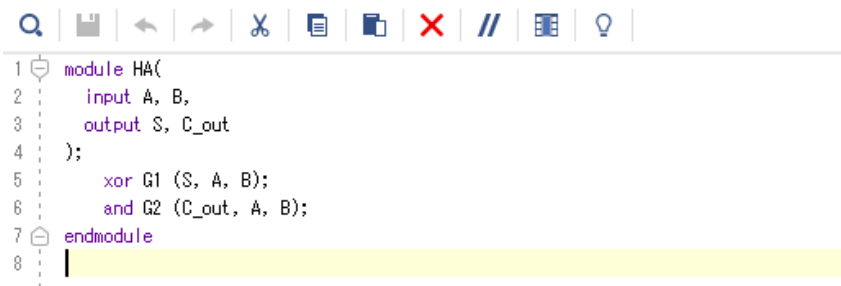 1 module HA(
2 input A, B,
3 output S, C_out
4 );
5 xor G1 (S, A, B);
6 and G2 (C_out, A, B);
7 endmodule
8